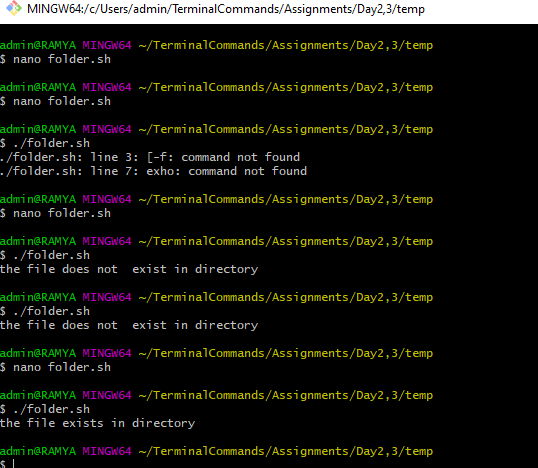 MINGW64:/c/Users/admin/TerminalCommands/Assignments/Day2,3/temp
admin@RAMYA MINGW64 ~/TerminalCommands/Assignments/Day2,3/temp
$ nano folder.sh
admin@RAMYA MINGW64 ~/TerminalCommands/Assignments/Day2,3/temp
$ nano folder.sh
admin@RAMYA MINGW64 ~/TerminalCommands/Assignments/Day2,3/temp
$ ./folder.sh
./folder.sh: line 3: [-f: command not found
./folder.sh: line 7: exho: command not found
admin@RAMYA MINGW64 ~/TerminalCommands/Assignments/Day2,3/temp
$ nano folder.sh
admin@RAMYA MINGW64 ~/TerminalCommands/Assignments/Day2,3/temp
$ ./folder.sh
the file does not  exist in directory
admin@RAMYA MINGW64 ~/TerminalCommands/Assignments/Day2,3/temp
$ ./folder.sh
the file does not  exist in directory
admin@RAMYA MINGW64 ~/TerminalCommands/Assignments/Day2,3/temp
$ nano folder.sh
admin@RAMYA MINGW64 ~/TerminalCommands/Assignments/Day2,3/temp
$ ./folder.sh
the file exists in directory
admin@RAMYA MINGW64 ~/TerminalCommands/Assignments/Day2,3/temp
$